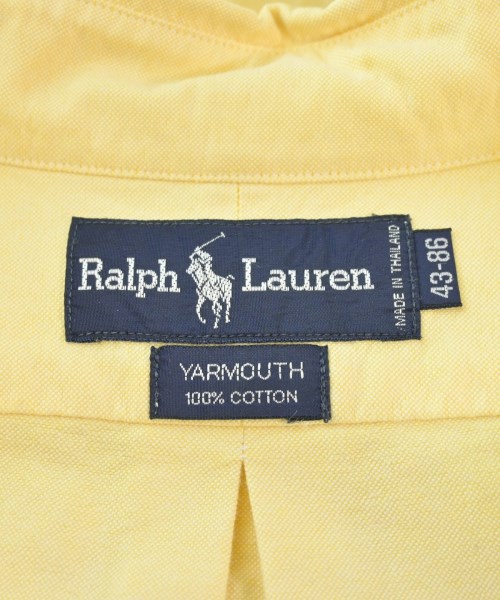 Ralph Lauren
MADE IN THAILAND
43-86
YARMOUTH
100% COTTON